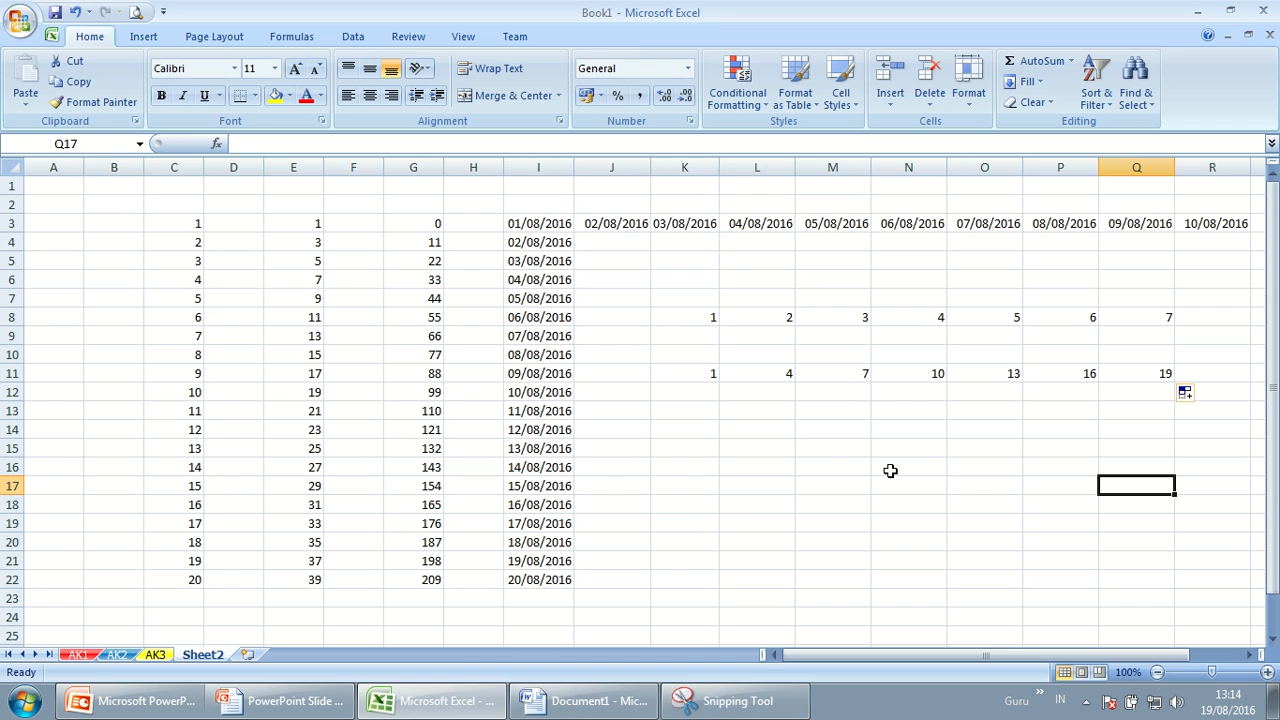 Book1 - Microsoft Excel
Home Insert Page Layout Formulas Data Review View Team
Cut
Copy
Format Painter
Paste
Clipboard
Calibri 11
B I U
Font
Wrap Text
Merge & Center
Alignment
General
Number
Conditional Formatting
Format as Table
Cell Styles
Styles
Insert Delete Format
Cells
AutoSum
Fill
Clear
Sort & Filter
Find & Select
Editing
Q17 fx
A B C D E F G H I J K L M N O P Q R
1
2
3 1 1 0 01/08/2016 02/08/2016 03/08/2016 04/08/2016 05/08/2016 06/08/2016 07/08/2016 08/08/2016 09/08/2016 10/08/2016
4 2 3 11 02/08/2016
5 3 5 22 03/08/2016
6 4 7 33 04/08/2016
7 5 9 44 05/08/2016
8 6 11 55 06/08/2016 1 2 3 4 5 6 7
9 7 13 66 07/08/2016
10 8 15 77 08/08/2016
11 9 17 88 09/08/2016 1 4 7 10 13 16 19
12 10 19 99 10/08/2016
13 11 21 110 11/08/2016
14 12 23 121 12/08/2016
15 13 25 132 13/08/2016
16 14 27 143 14/08/2016
17 15 29 154 15/08/2016
18 16 31 165 16/08/2016
19 17 33 176 17/08/2016
20 18 35 187 18/08/2016
21 19 37 198 19/08/2016
22 20 39 209 20/08/2016
23
24
25
AK1 AK2 AK3 Sheet2
Ready 100%
Microsoft PowerP... PowerPoint Slide ... Microsoft Excel - ... Document1 - Mic... Snipping Tool Guru » IN 13:14
19/08/2016